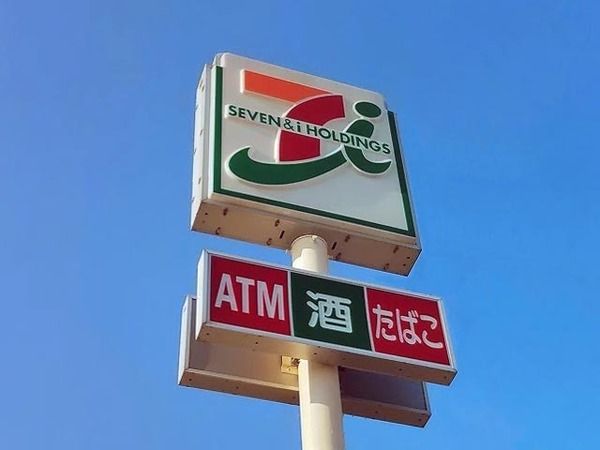 SEVEN&i HOLDINGS
ATM 酒 たばこ